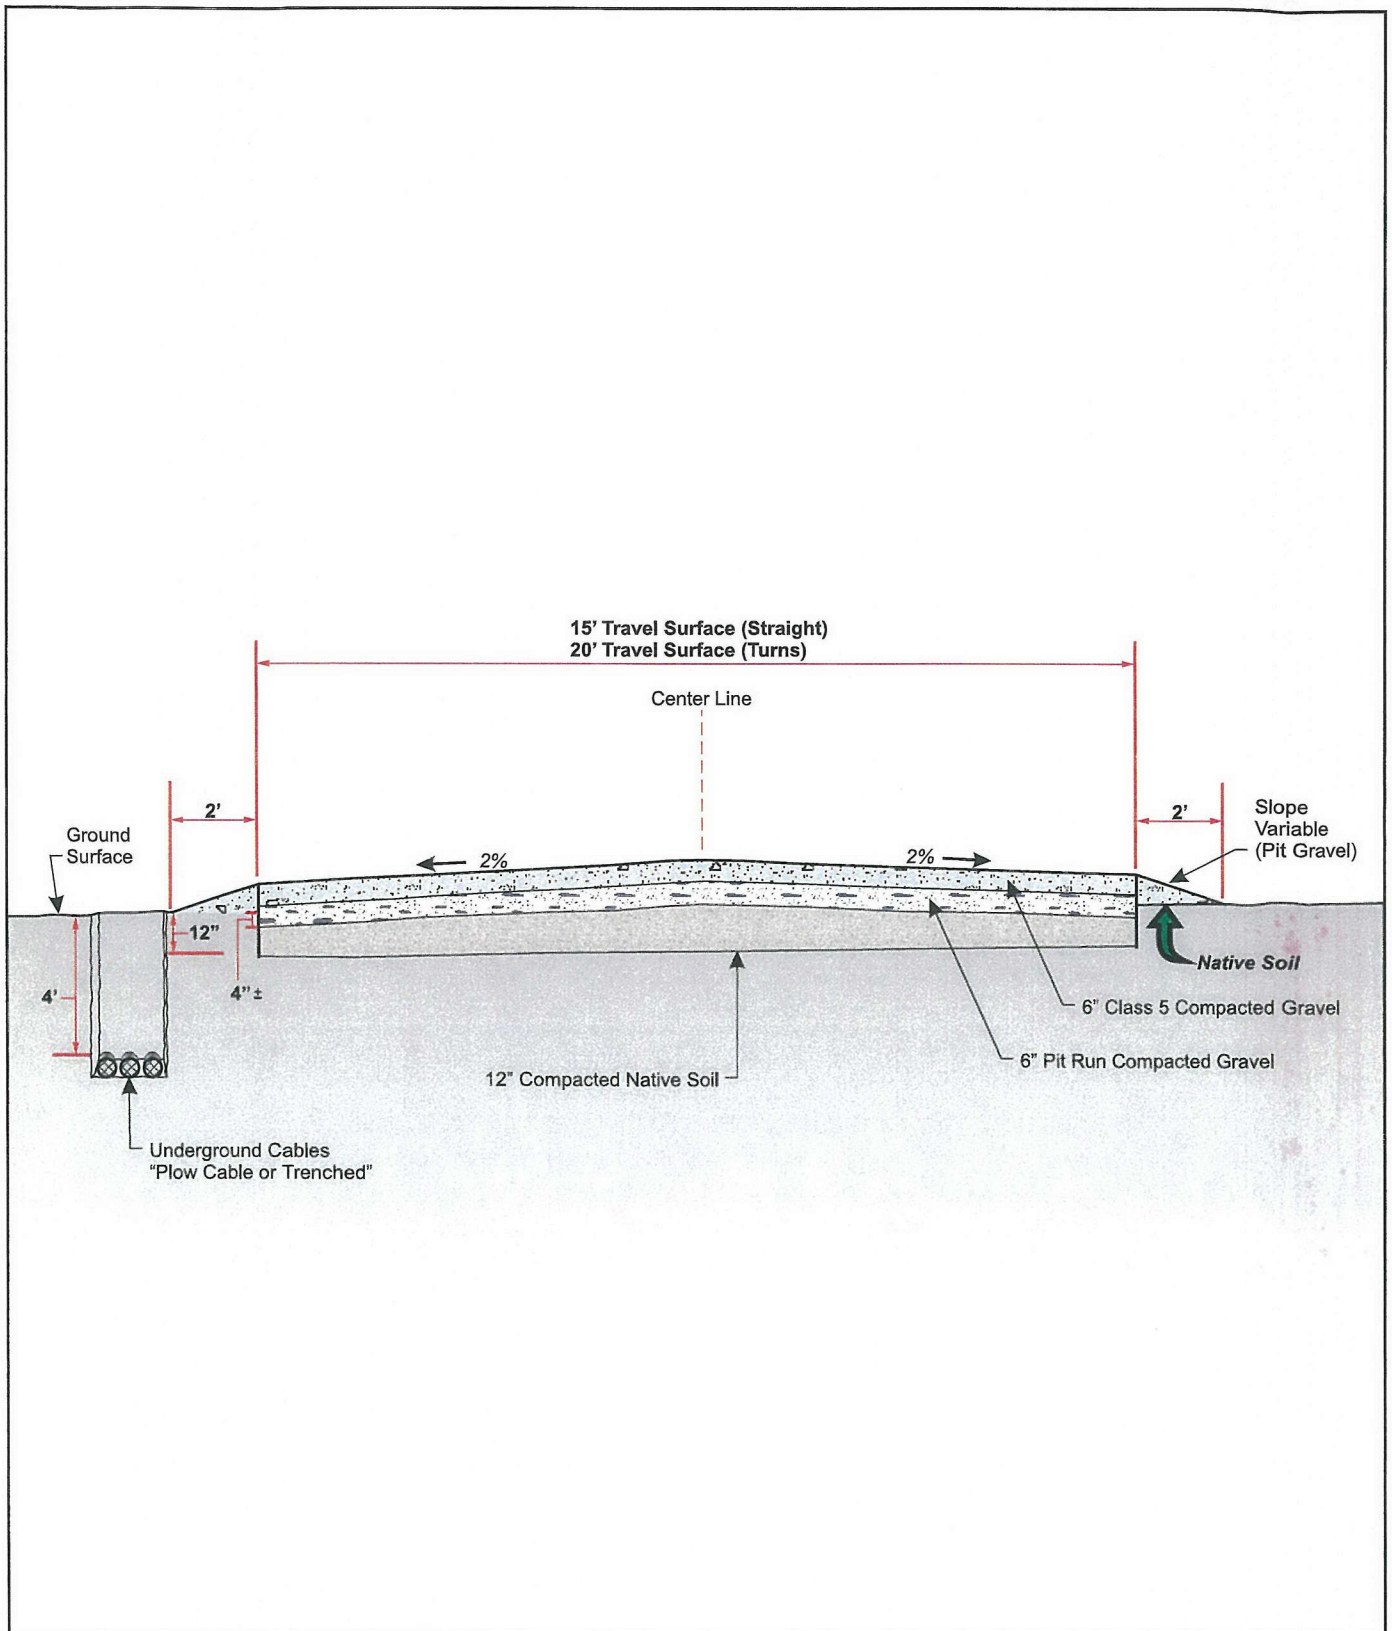 15’ Travel Surface (Straight)
20’ Travel Surface (Turns)
Center Line
2’
2’
Slope
Variable
(Pit Gravel)
Ground
Surface
2%
2%
12”
4’
4” ±
Native Soil
6” Class 5 Compacted Gravel
6” Pit Run Compacted Gravel
12” Compacted Native Soil
Underground Cables
“Plow Cable or Trenched”